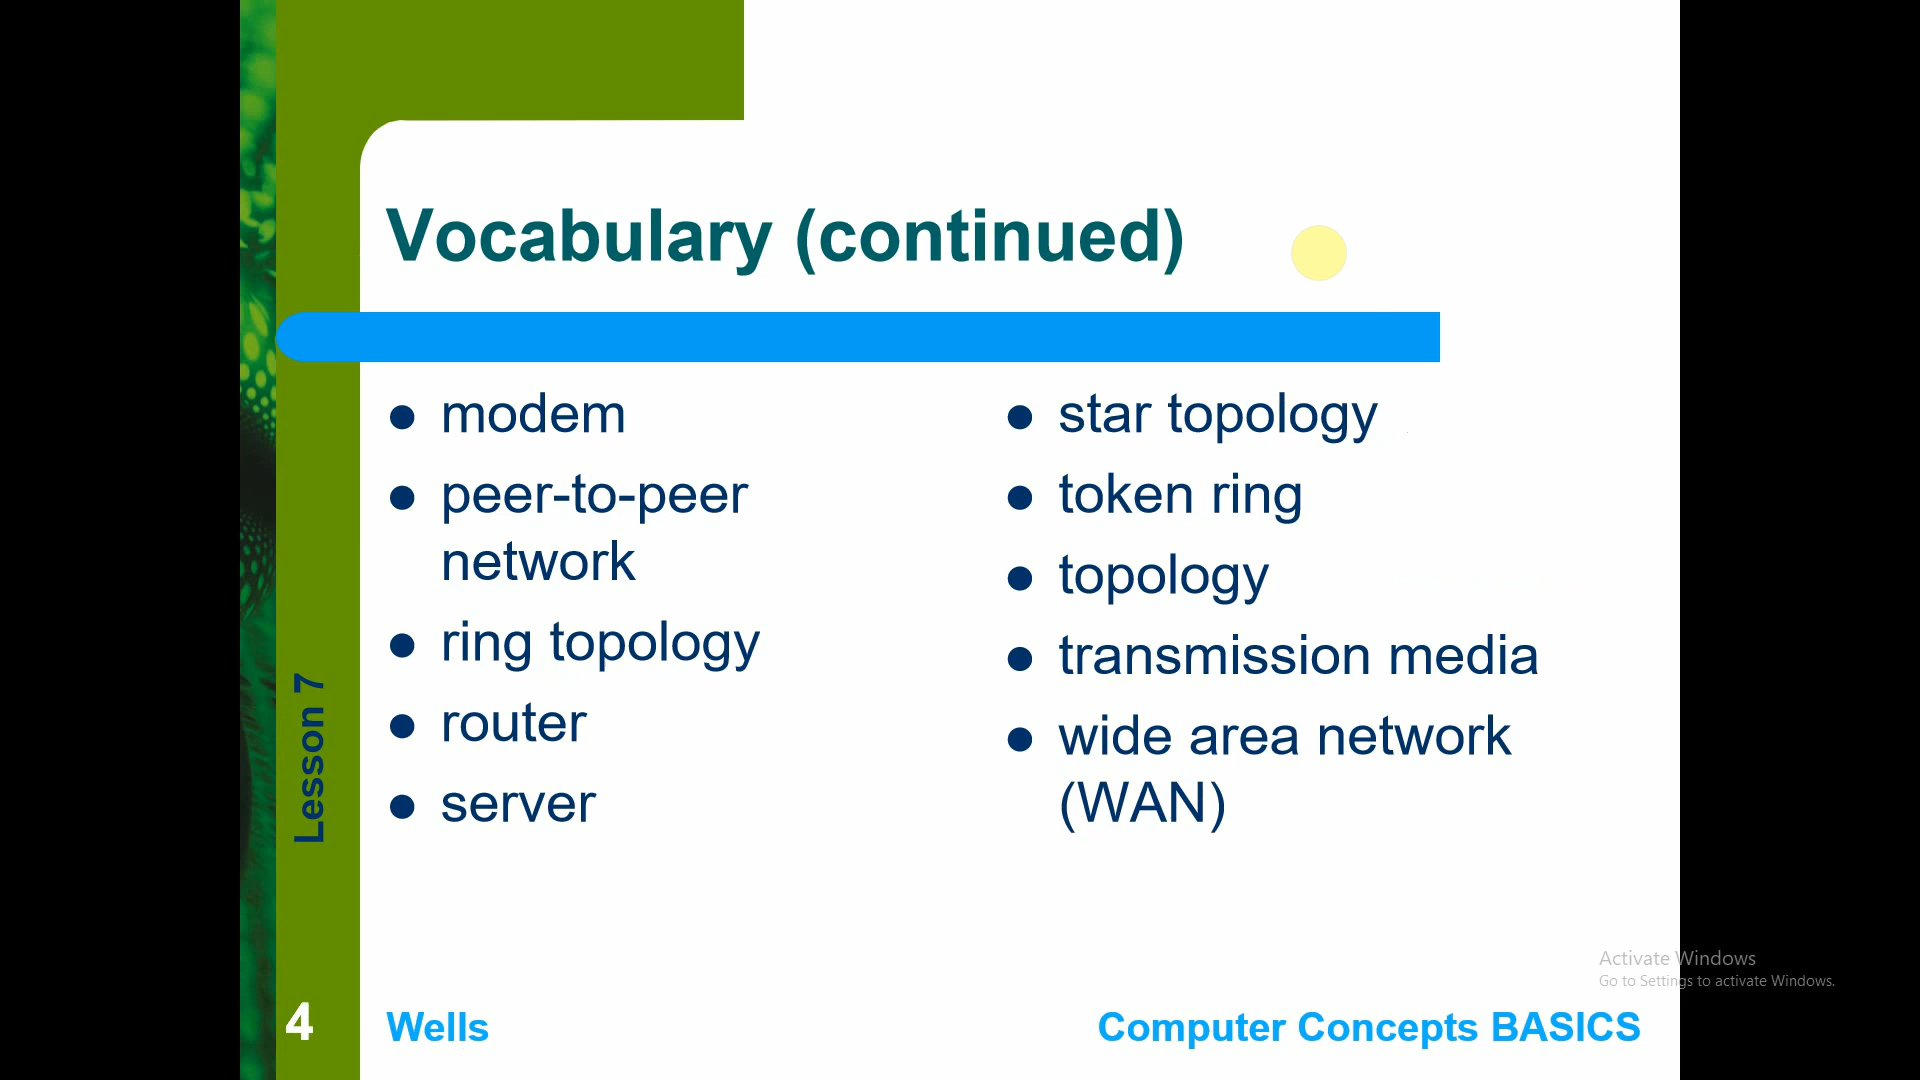 Vocabulary (continued)
● modem
● peer-to-peer
network
● ring topology
● router
● server
● star topology
● token ring
● topology
● transmission media
● wide area network
(WAN)
Lesson 7
Activate Windows
Go to Settings to activate Windows.
4
Wells
Computer Concepts BASICS